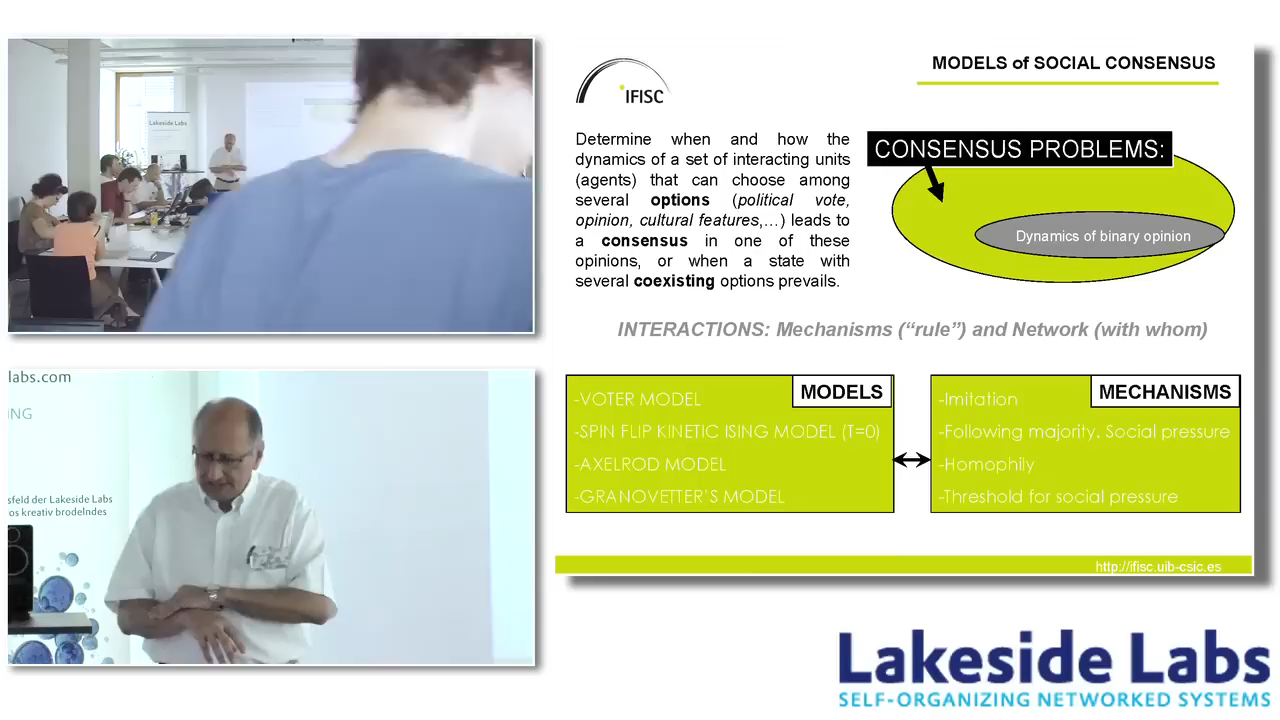 Lakeside Labs
labs.com
ING
sfeld der Lakeside Labs
os kreativ brodelndes
IFISC
MODELS of SOCIAL CONSENSUS
Determine when and how the
dynamics of a set of interacting units
(agents) that can choose among
several options (political vote,
opinion, cultural features,…) leads to
a consensus in one of these
opinions, or when a state with
several coexisting options prevails.
CONSENSUS PROBLEMS:
Dynamics of binary opinion
INTERACTIONS: Mechanisms (“rule”) and Network (with whom)
MODELS
-VOTER MODEL
-SPIN FLIP KINETIC ISING MODEL (T=0)
-AXELROD MODEL
-GRANOVETTER'S MODEL
MECHANISMS
-Imitation
-Following majority. Social pressure
-Homophily
-Threshold for social pressure
http://ifisc.uib-csic.es
Lakeside Labs
SELF-ORGANIZING NETWORKED SYSTEMS